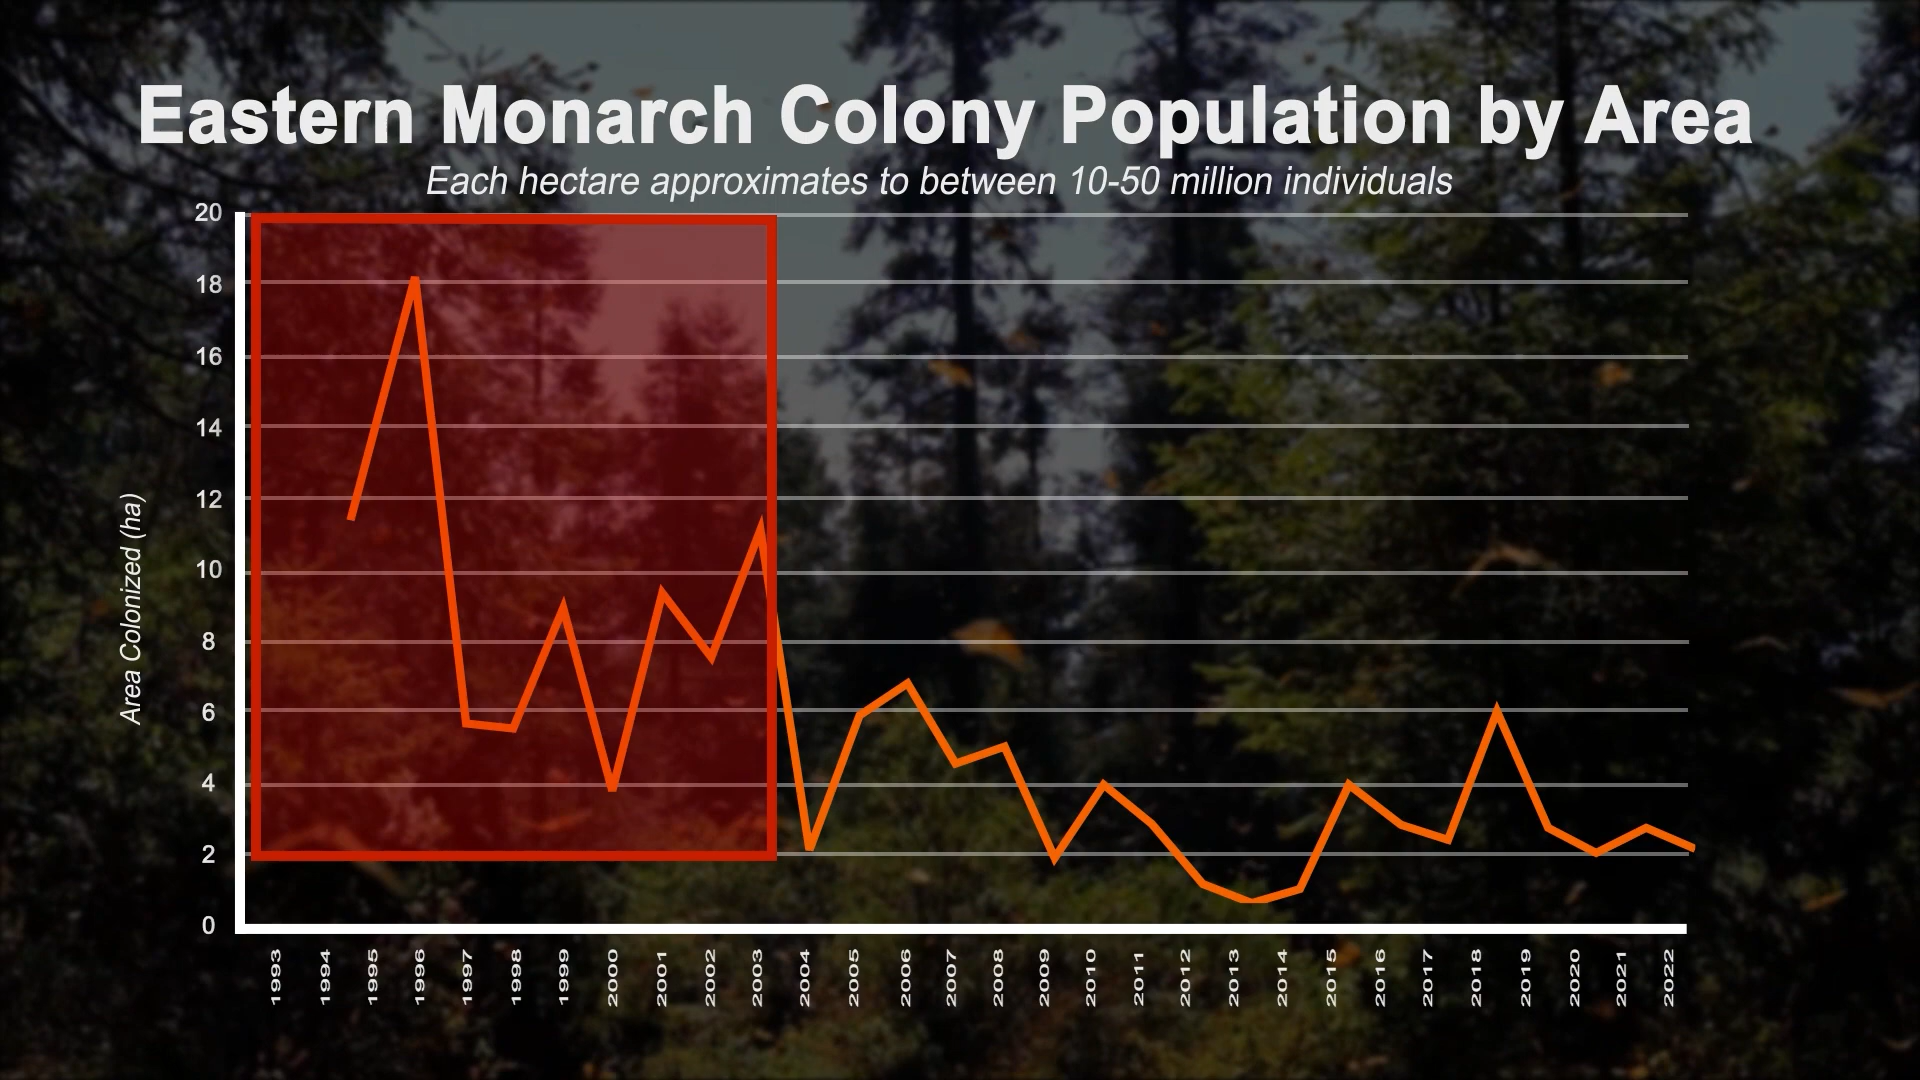 Eastern Monarch Colony Population by Area
Each hectare approximates to between 10-50 million individuals
20
18
16
14
12
10
8
6
4
2
0
Area Colonized (ha)
1993 1994 1995 1996 1997 1998 1999 2000 2001 2002 2003 2004 2005 2006 2007 2008 2009 2010 2011 2012 2013 2014 2015 2016 2017 2018 2019 2020 2021 2022